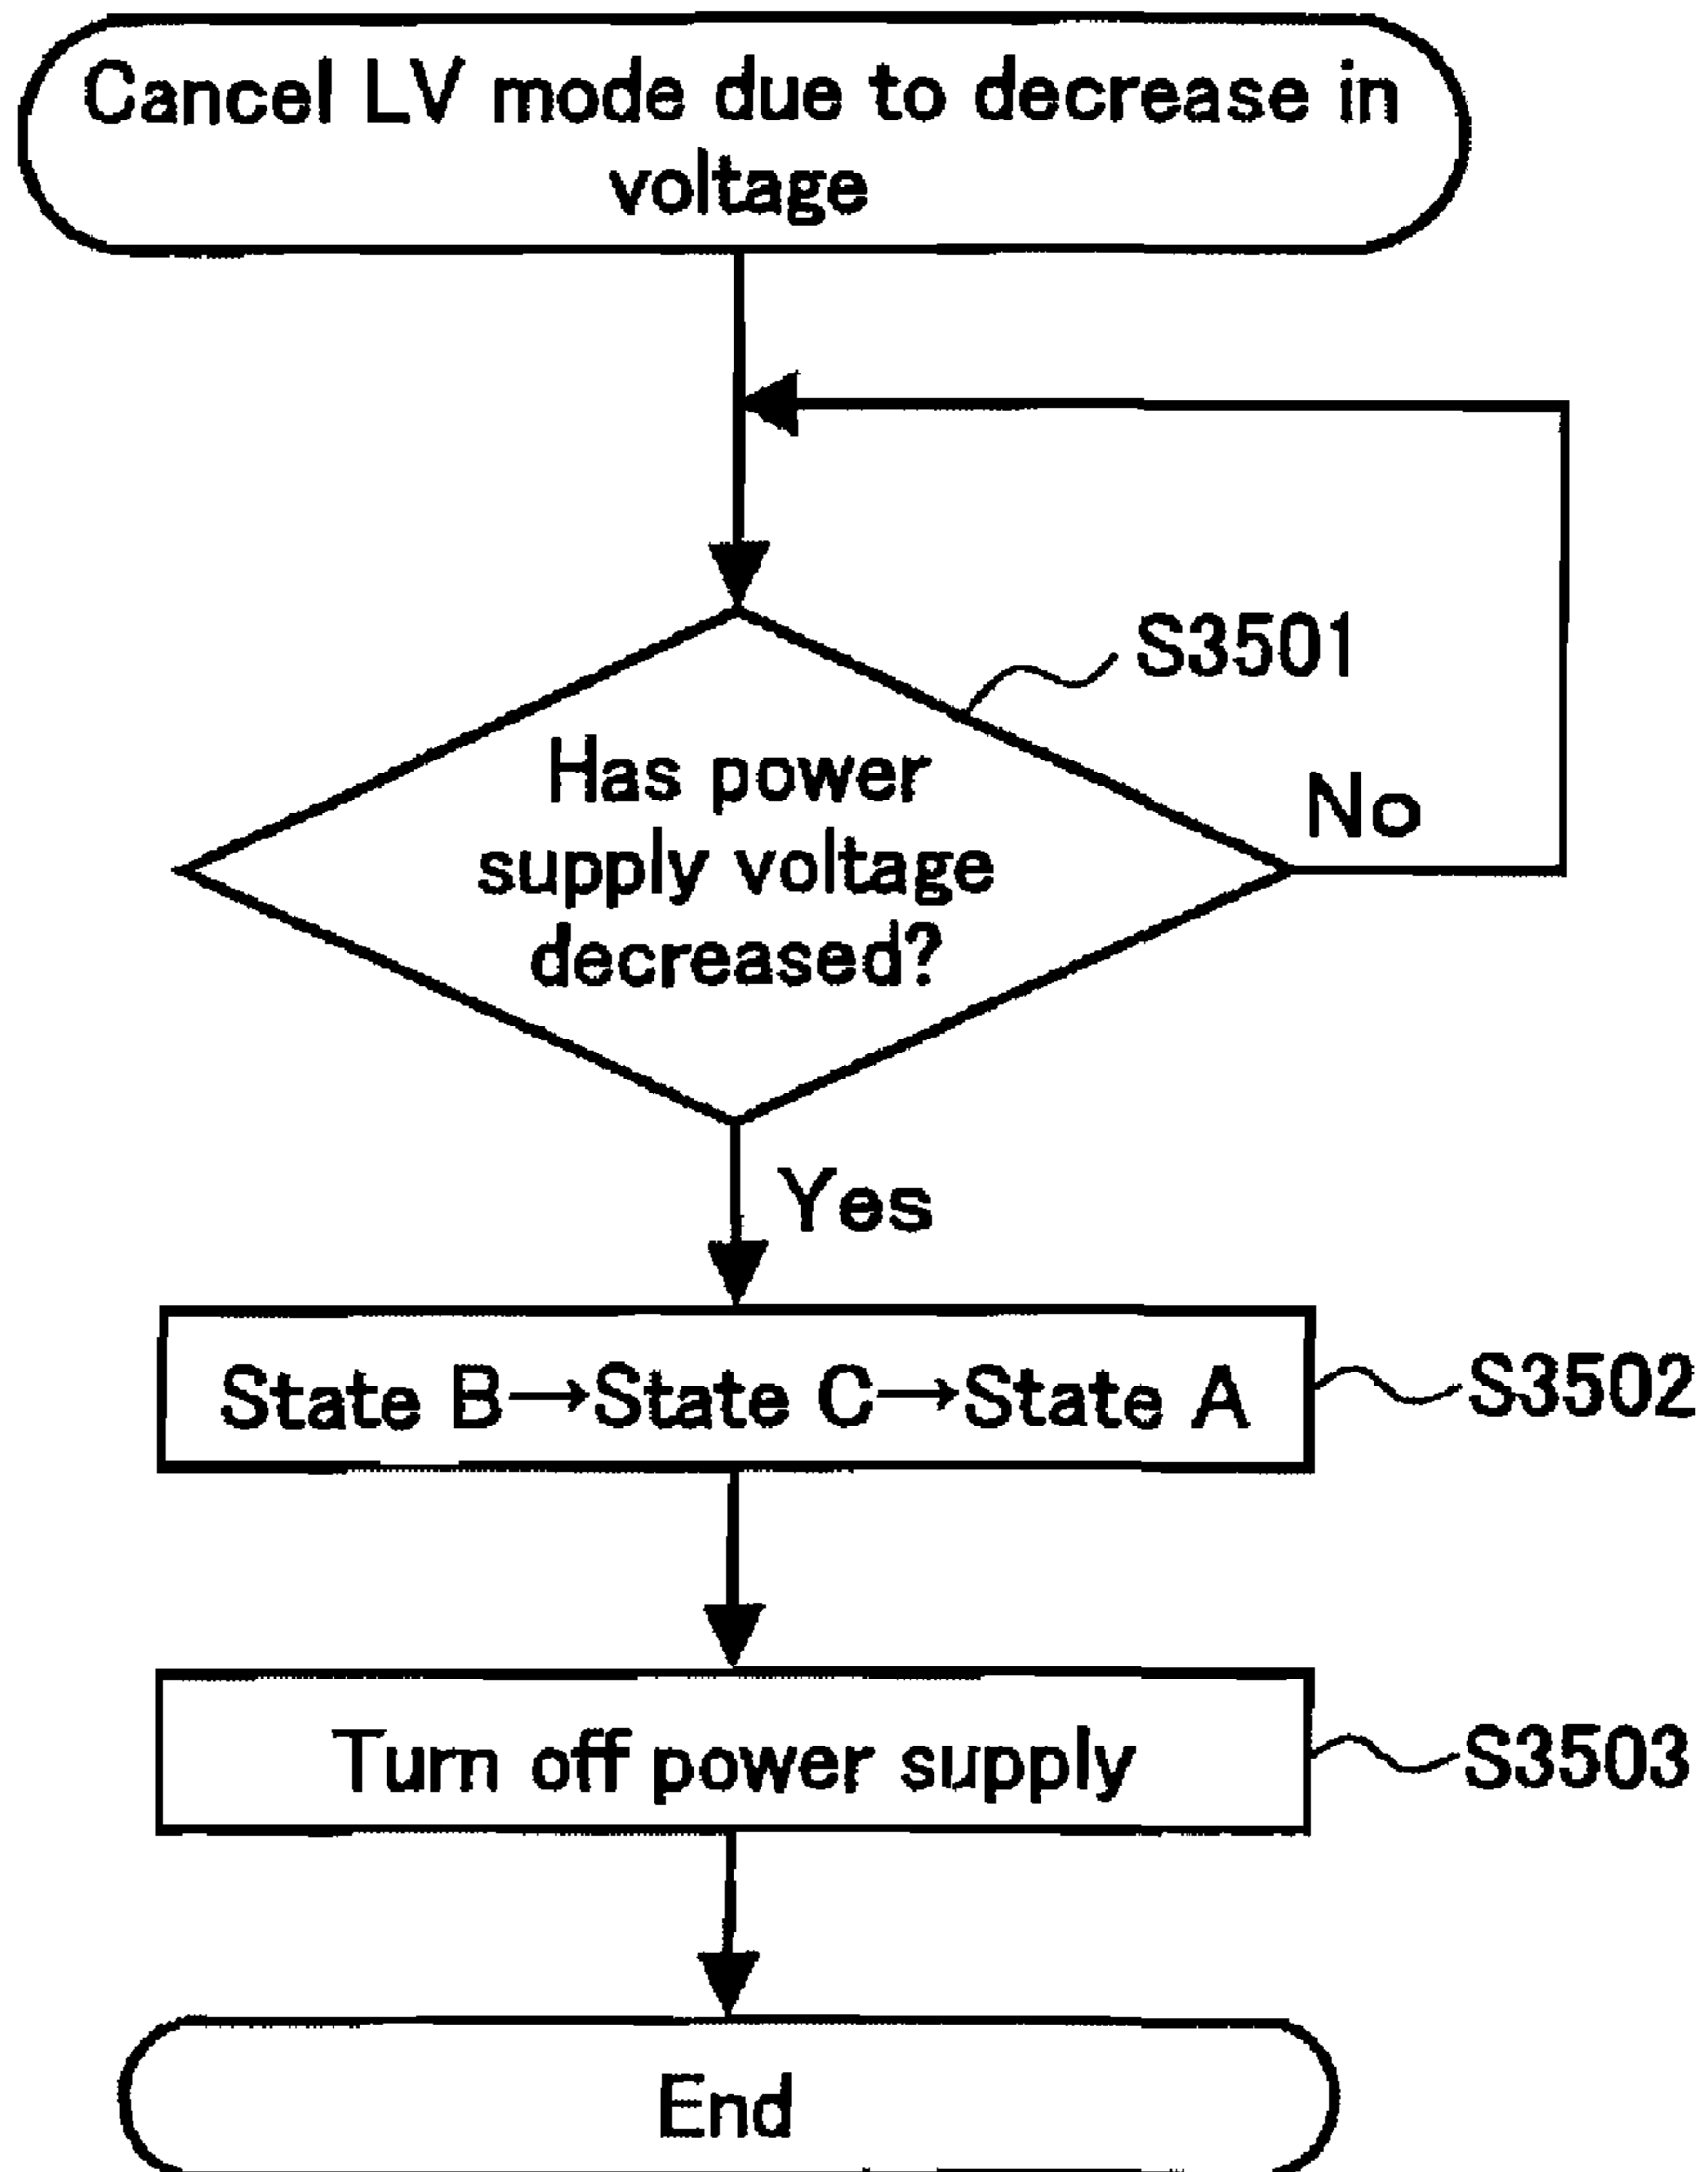 Cancel LV mode due to decrease in
voltage
S3501
Has power
supply voltage
decreased?
No
Yes
State B→State C→State A
S3502
Turn off power supply
S3503
End